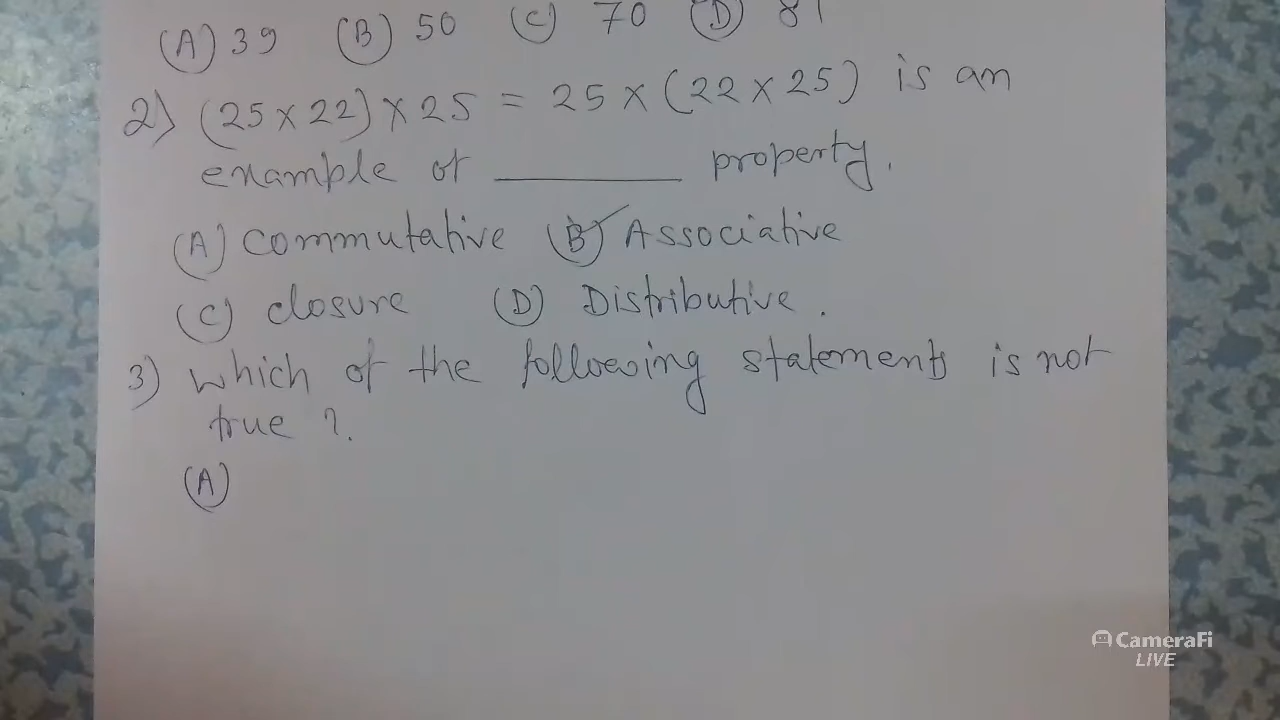 (A) 39 (B) 50 (C) 70 (D) 81
2) (25 × 22) × 25 = 25 × (22 × 25) is an
example of ________ property.
(A) commutative (B) Associative
(C) closure (D) Distributive.
3) which of the following statements is not
true ?.
(A)
CameraFi
LIVE